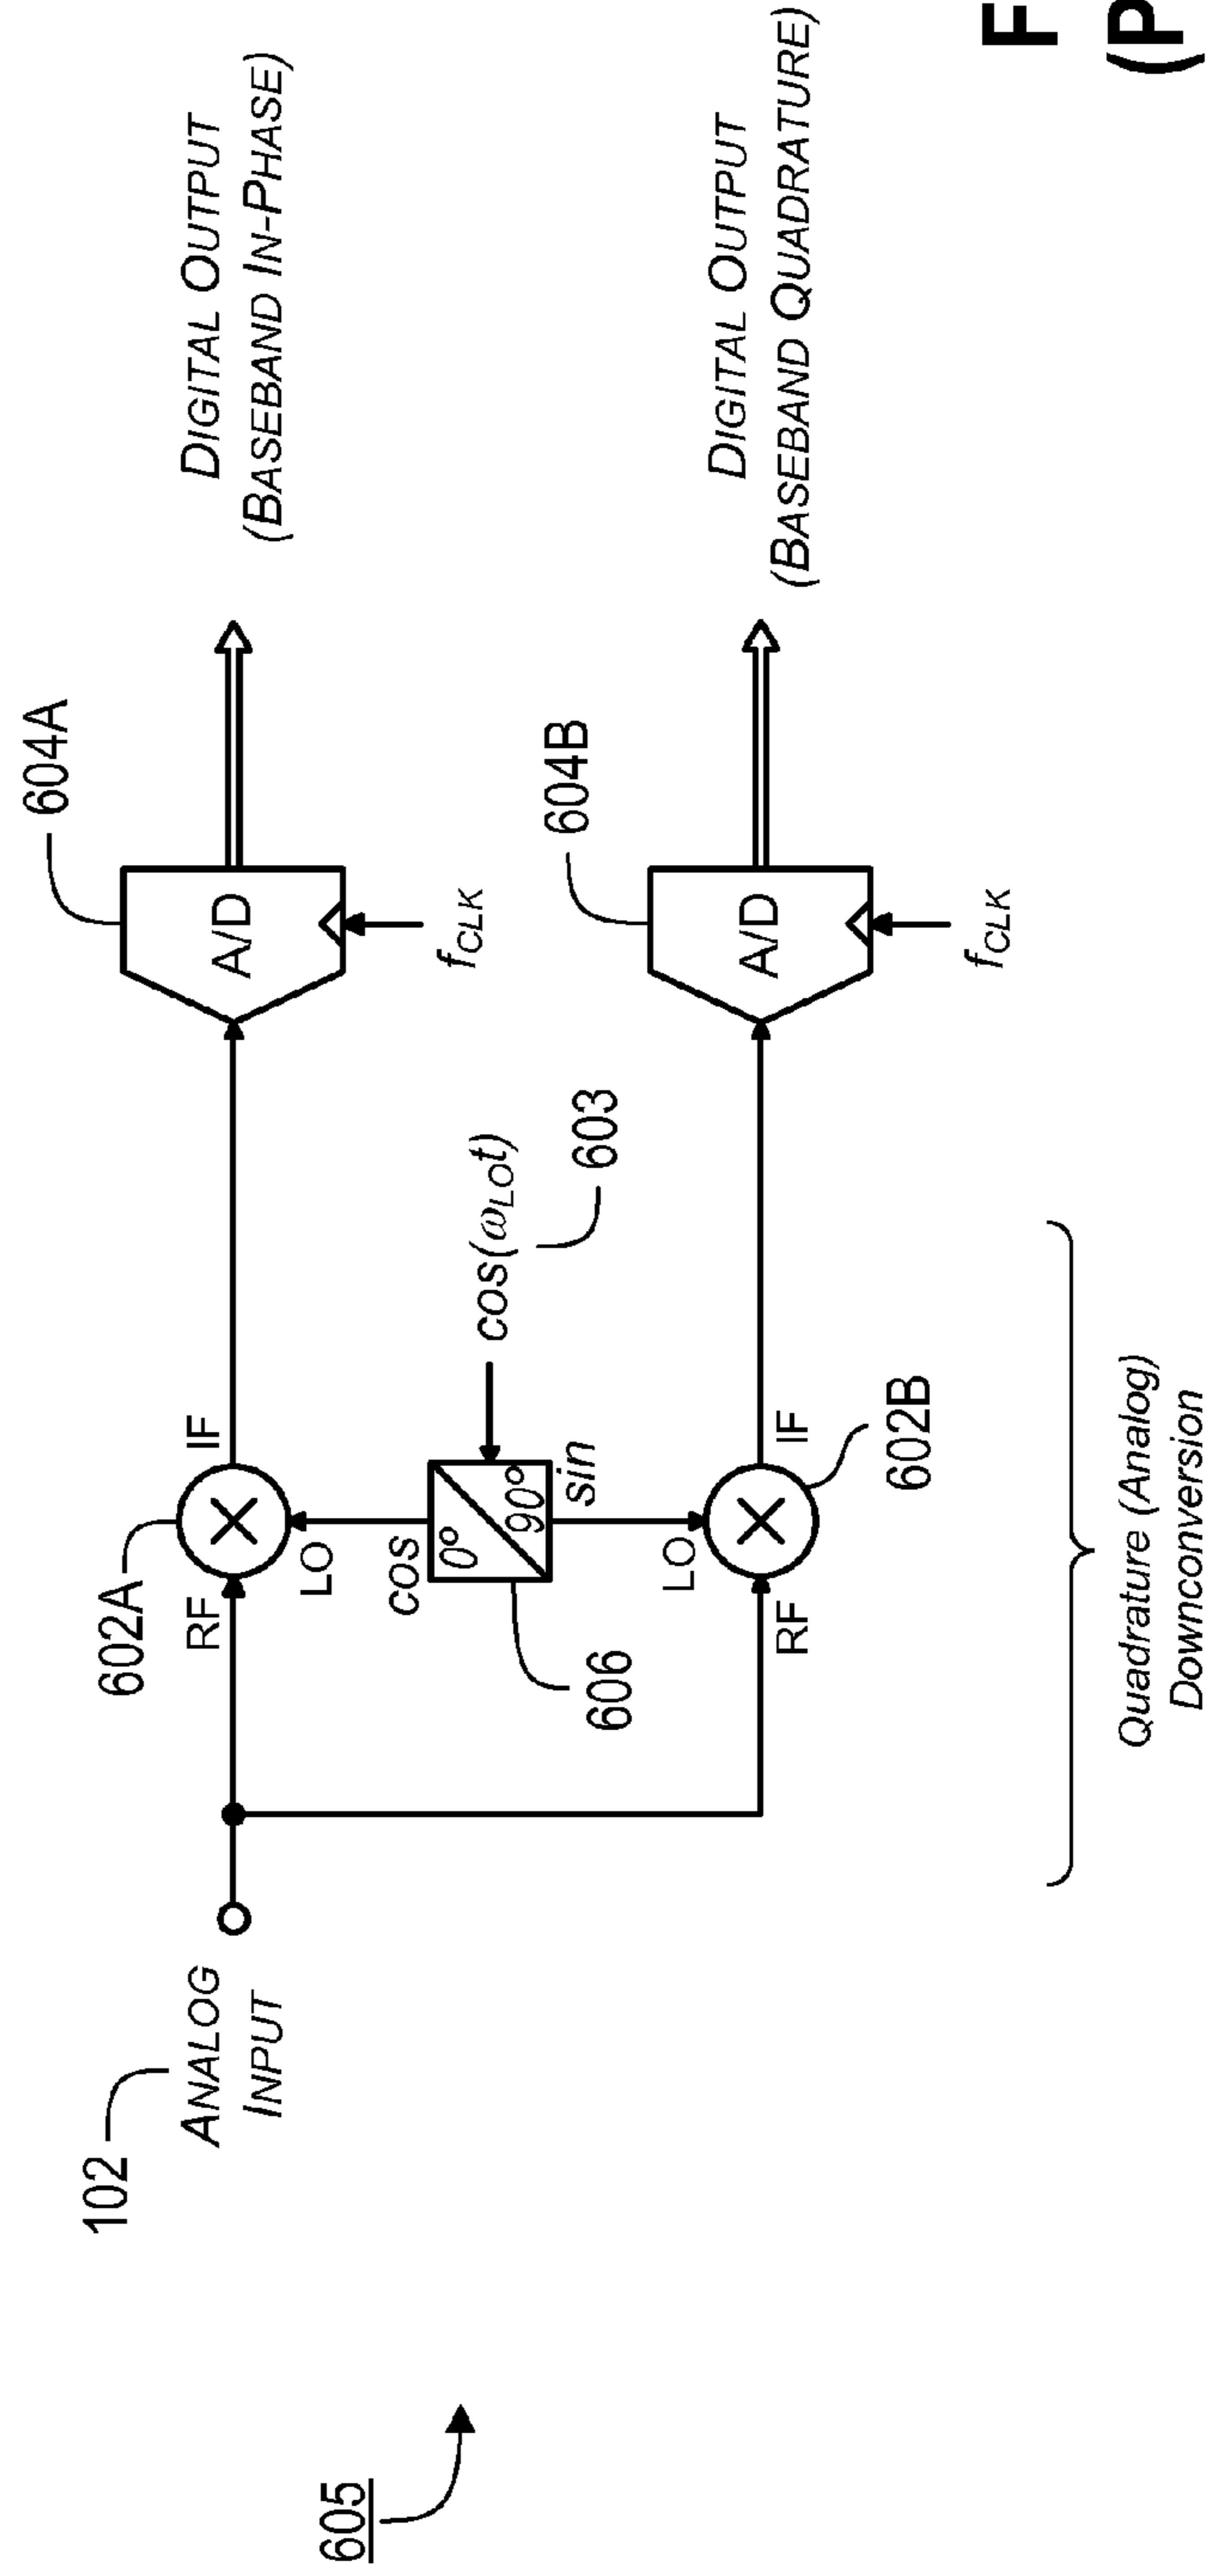 605
102
ANALOG
INPUT
602A
RF
IF
LO
cos
0°
90°
sin
606
cos(ωLOt)
603
LO
RF
IF
602B
604A
A/D
fCLK
604B
A/D
fCLK
DIGITAL OUTPUT
(BASEBAND IN-PHASE)
DIGITAL OUTPUT
(BASEBAND QUADRATURE)
Quadrature (Analog)
Downconversion
F
(P